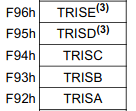 F96h TRISE(3)
F95h TRISD(3)
F94h TRISC
F93h TRISB
F92h TRISA